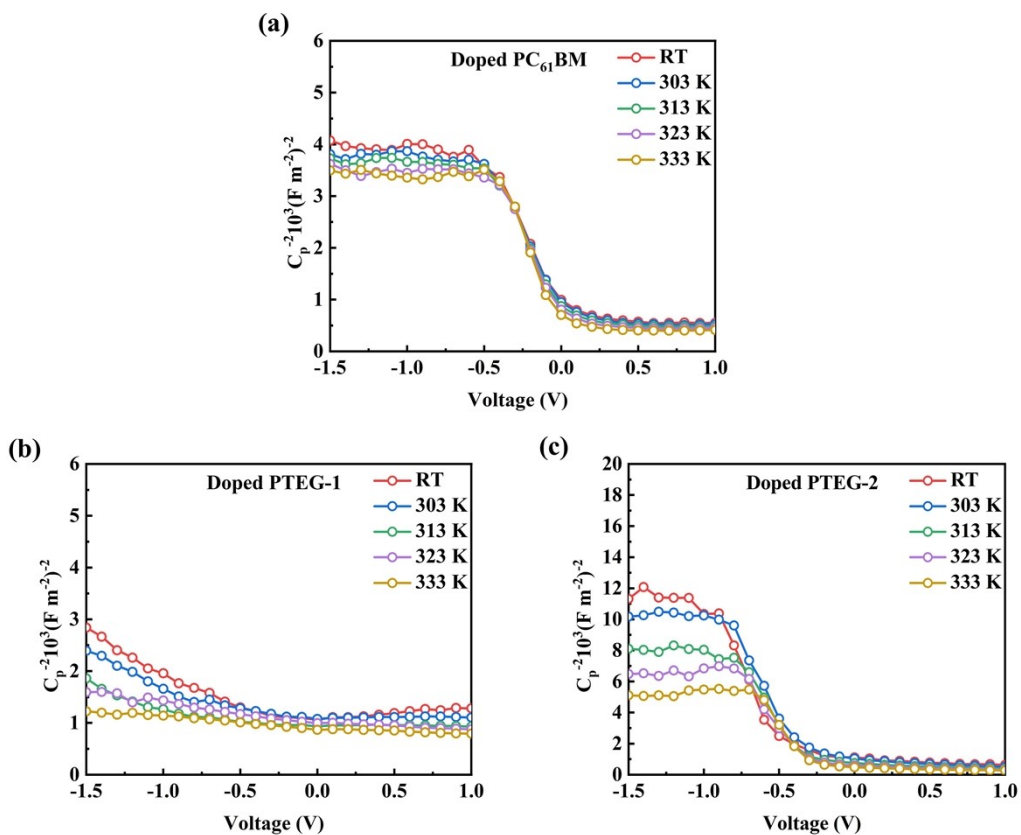 (a)
Doped PC₆₁BM
RT
303 K
313 K
323 K
333 K
6
5
4
3
2
1
0
Cₚ⁻²10³(F m⁻²)⁻²
-1.5 -1.0 -0.5 0.0 0.5 1.0
Voltage (V)
(b)
Doped PTEG-1
RT
303 K
313 K
323 K
333 K
6
5
4
3
2
1
0
Cₚ⁻²10³(F m⁻²)⁻²
-1.5 -1.0 -0.5 0.0 0.5 1.0
Voltage (V)
(c)
Doped PTEG-2
RT
303 K
313 K
323 K
333 K
20
18
16
14
12
10
8
6
4
2
0
Cₚ⁻²10³(F m⁻²)⁻²
-1.5 -1.0 -0.5 0.0 0.5 1.0
Voltage (V)